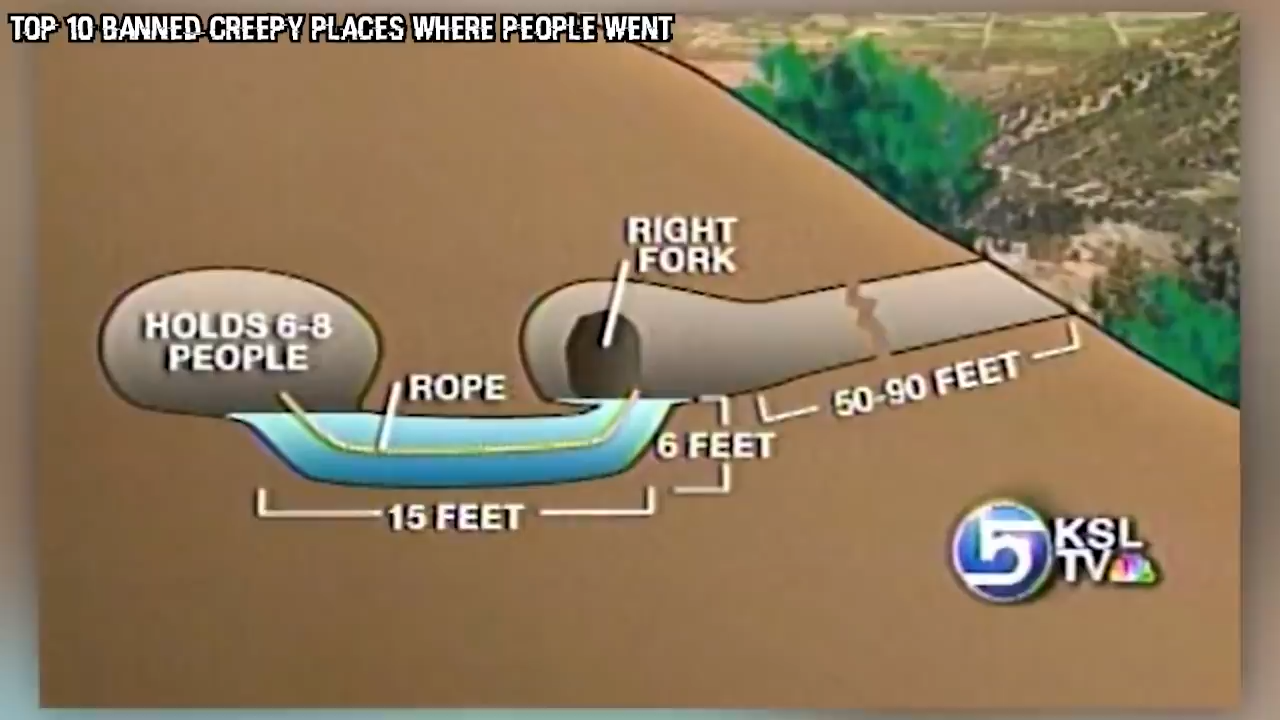 TOP 10 BANNED CREEPY PLACES WHERE PEOPLE WENT
RIGHT
FORK
HOLDS 6-8
PEOPLE
ROPE
50-90 FEET
6 FEET
15 FEET
5 KSL
TV